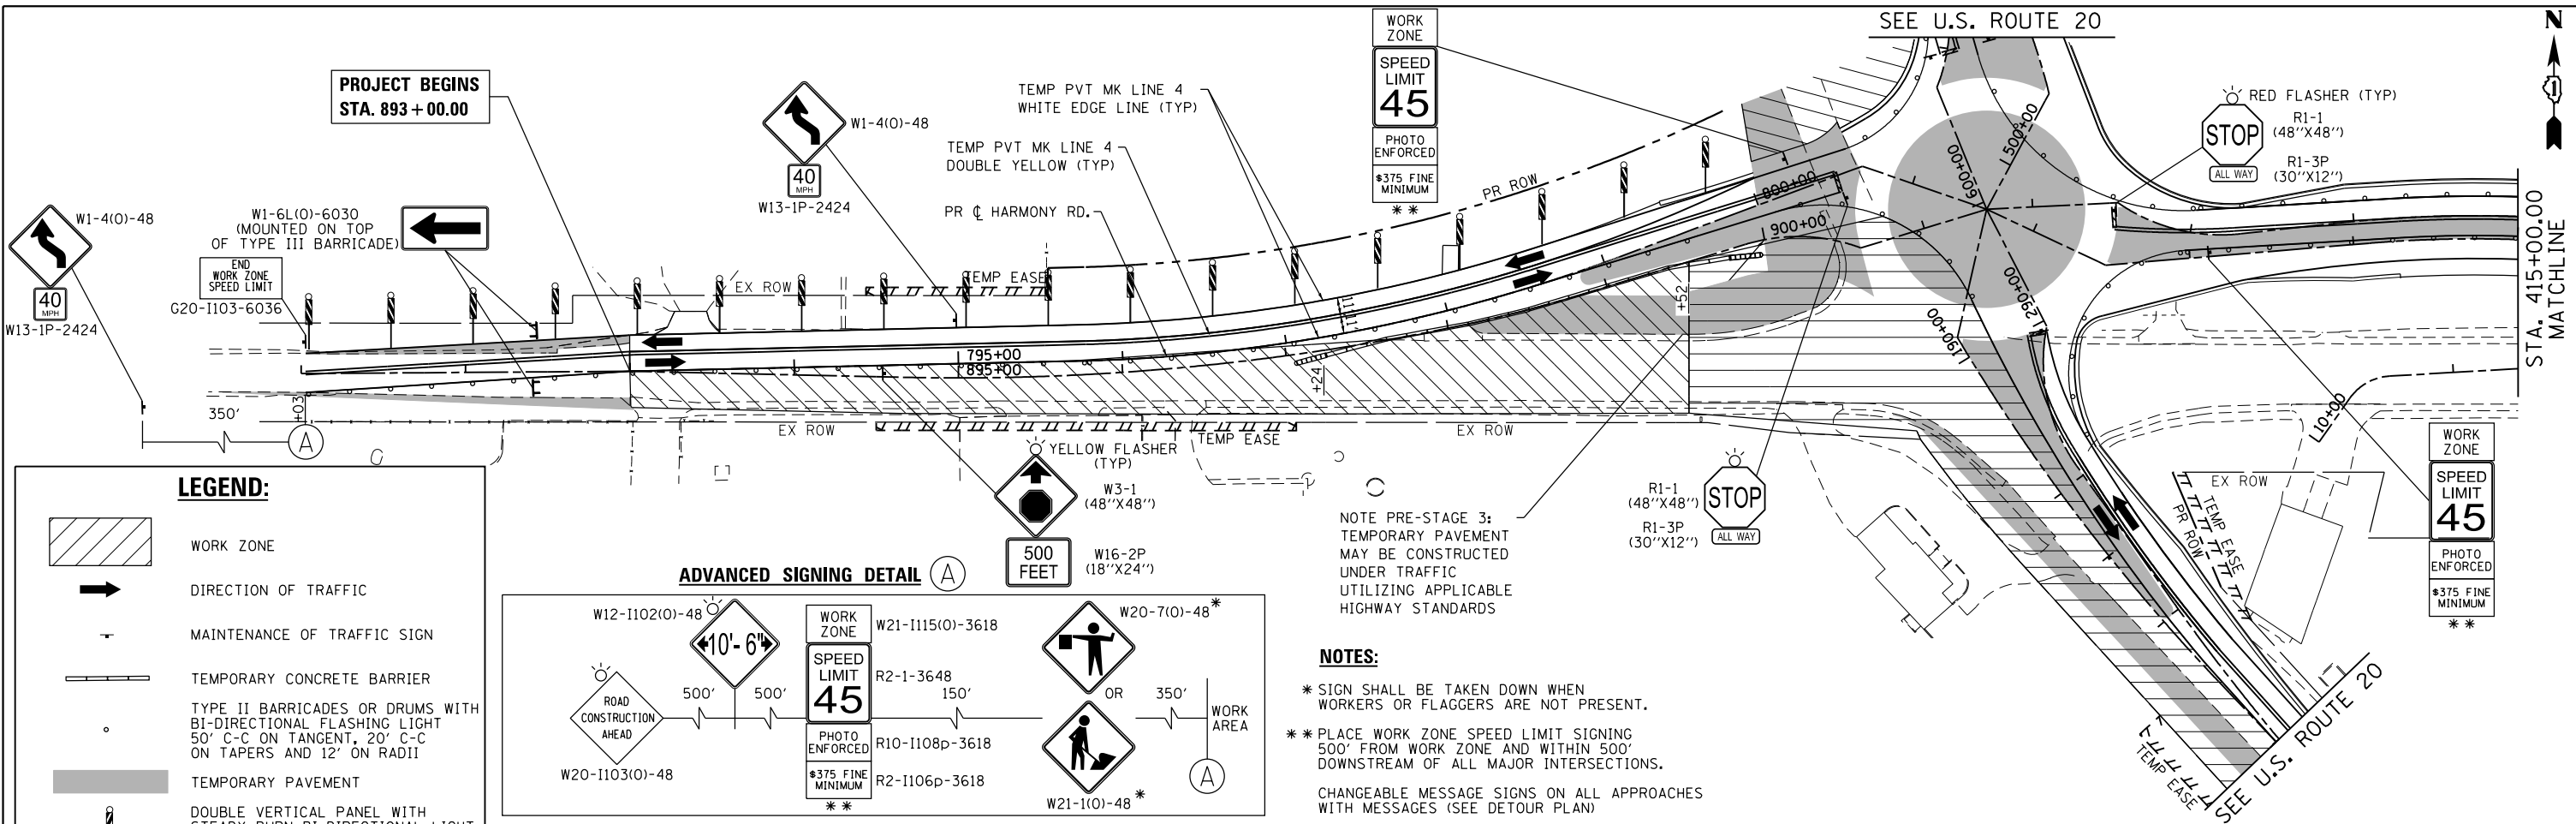 SEE U.S. ROUTE 20
N
1
WORK
ZONE
SPEED
LIMIT
45
PHOTO
ENFORCED
$375 FINE
MINIMUM
* *
PROJECT BEGINS
STA. 893+00.00
W1-4(O)-48
40
MPH
W13-1P-2424
TEMP PVT MK LINE 4
WHITE EDGE LINE (TYP)
TEMP PVT MK LINE 4
DOUBLE YELLOW (TYP)
PR ℄ HARMONY RD.
PR ROW
RED FLASHER (TYP)
STOP
ALL WAY
R1-1
(48''X48'')
R1-3P
(30''X12'')
STA. 415+00.00
MATCHLINE
W1-4(O)-48
40
MPH
W13-1P-2424
W1-6L(O)-6030
(MOUNTED ON TOP
OF TYPE III BARRICADE)
END
WORK ZONE
SPEED LIMIT
G20-I103-6036
EX ROW
TEMP EASE
11'
11'
795+00
895+00
800+00
900+00
600+00
500+00
290+00
190+00
10+00
+03
+24
+52
350'
A
EX ROW
TEMP EASE
EX ROW
YELLOW FLASHER
(TYP)
W3-1
(48''X48'')
500
FEET
W16-2P
(18''X24'')
NOTE PRE-STAGE 3:
TEMPORARY PAVEMENT
MAY BE CONSTRUCTED
UNDER TRAFFIC
UTILIZING APPLICABLE
HIGHWAY STANDARDS
R1-1
(48''X48'')
R1-3P
(30''X12'')
STOP
ALL WAY
EX ROW
TEMP EASE
PR ROW
WORK
ZONE
SPEED
LIMIT
45
PHOTO
ENFORCED
$375 FINE
MINIMUM
* *
TEMP EASE
SEE U.S. ROUTE 20
LEGEND:
WORK ZONE
DIRECTION OF TRAFFIC
MAINTENANCE OF TRAFFIC SIGN
TEMPORARY CONCRETE BARRIER
TYPE II BARRICADES OR DRUMS WITH
BI-DIRECTIONAL FLASHING LIGHT
50' C-C ON TANGENT, 20' C-C
ON TAPERS AND 12' ON RADII
TEMPORARY PAVEMENT
DOUBLE VERTICAL PANEL WITH
STEADY BURN BI-DIRECTIONAL LIGHT
ADVANCED SIGNING DETAIL A
W12-I102(O)-48
10'-6"
ROAD
CONSTRUCTION
AHEAD
W20-I103(O)-48
500'
500'
WORK
ZONE
W21-I115(O)-3618
SPEED
LIMIT
45
R2-1-3648
PHOTO
ENFORCED
R10-I108p-3618
$375 FINE
MINIMUM
R2-I106p-3618
* *
150'
W20-7(O)-48 *
OR
W21-1(O)-48 *
350'
WORK
AREA
A
NOTES:
* SIGN SHALL BE TAKEN DOWN WHEN
WORKERS OR FLAGGERS ARE NOT PRESENT.
* * PLACE WORK ZONE SPEED LIMIT SIGNING
500' FROM WORK ZONE AND WITHIN 500'
DOWNSTREAM OF ALL MAJOR INTERSECTIONS.
CHANGEABLE MESSAGE SIGNS ON ALL APPROACHES
WITH MESSAGES (SEE DETOUR PLAN)